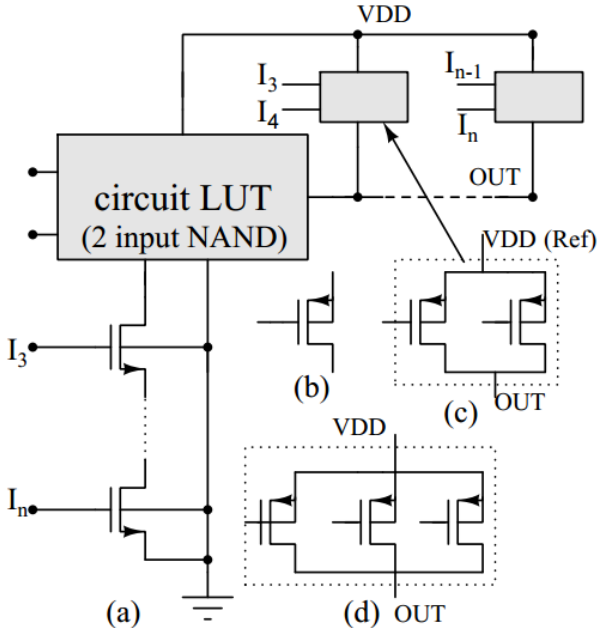 VDD
I₃
I₄
Iₙ₋₁
Iₙ
circuit LUT
(2 input NAND)
OUT
VDD (Ref)
I₃
(b)
(c)
OUT
VDD
Iₙ
(a)
(d)
OUT